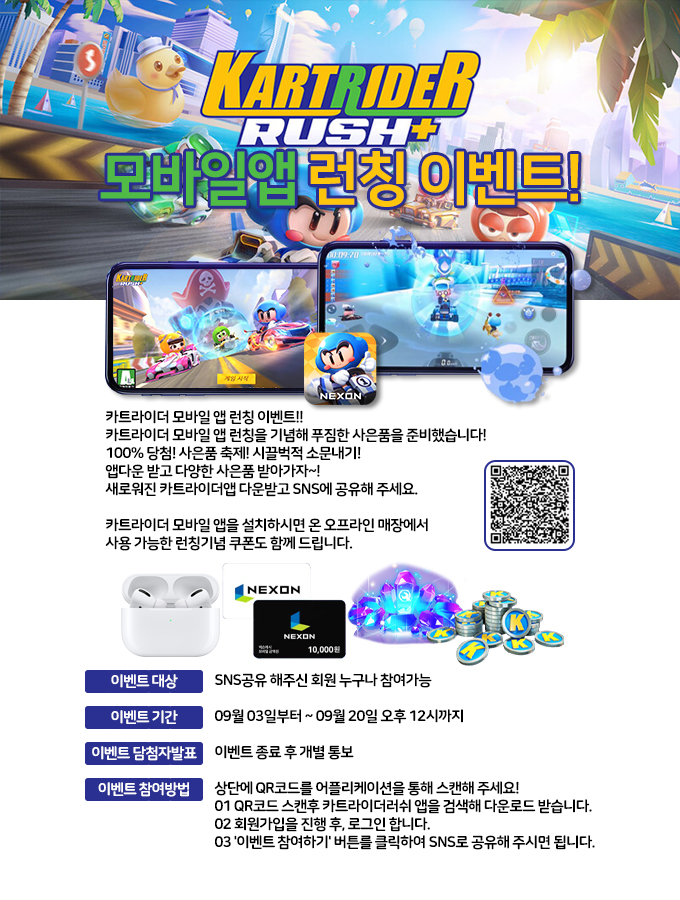 KARTRIDER
RUSH+
모바일앱 런칭 이벤트!
KARTRIDER
RUSH+
00:09:70
게임 시작
NEXON
카트라이더 모바일 앱 런칭 이벤트!!
카트라이더 모바일 앱 런칭을 기념해 푸짐한 사은품을 준비했습니다!
100% 당첨! 사은품 축제! 시끌벅적 소문내기!
앱다운 받고 다양한 사은품 받아가자~!
새로워진 카트라이더앱 다운받고 SNS에 공유해 주세요.
카트라이더 모바일 앱을 설치하시면 온 오프라인 매장에서
사용 가능한 런칭기념 쿠폰도 함께 드립니다.
NEXON
NEXON
넥슨캐시
모바일 금액권
10,000원
이벤트 대상
SNS공유 해주신 회원 누구나 참여가능
이벤트 기간
09월 03일부터 ~ 09월 20일 오후 12시까지
이벤트 담첨자발표
이벤트 종료 후 개별 통보
이벤트 참여방법
상단에 QR코드를 어플리케이션을 통해 스캔해 주세요!
01 QR코드 스캔후 카트라이더러쉬 앱을 검색해 다운로드 받습니다.
02 회원가입을 진행 후, 로그인 합니다.
03 '이벤트 참여하기' 버튼를 클릭하여 SNS로 공유해 주시면 됩니다.